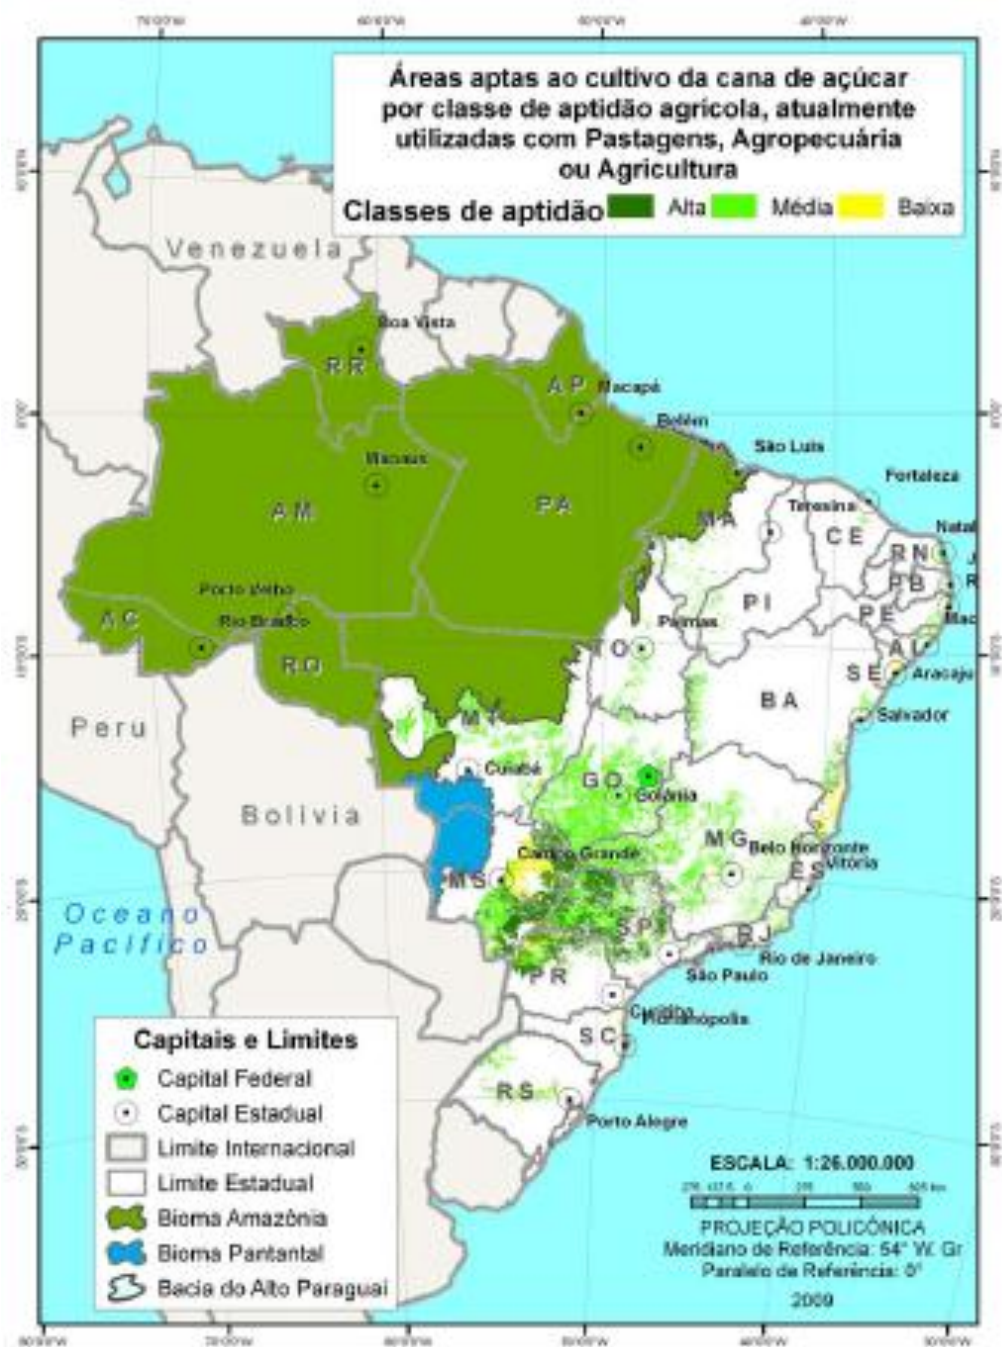 Áreas aptas ao cultivo da cana de açúcar
por classe de aptidão agrícola, atualmente
utilizadas com Pastagens, Agropecuária
ou Agricultura
Classes de aptidão Alta Média Baixa
Venezuela
Boa Vista
RR
AP
Macapá
Belém
São Luís
Fortaleza
Manaus
AM
PA
MA
Teresina
CE
RN
Natal
PB
PI
PE
Porto Velho
AC
Rio Branco
RO
Palmas
TO
AL
SE
Aracaju
BA
Salvador
Peru
MT
Cuiabá
GO
Goiânia
Bolivia
MG
Belo Horizonte
ES
Vitória
Campo Grande
MS
Oceano
Pacífico
SP
RJ
Rio de Janeiro
São Paulo
PR
Curitiba
Florianópolis
SC
RS
Porto Alegre
Capitais e Limites
Capital Federal
Capital Estadual
Limite Internacional
Limite Estadual
Bioma Amazônia
Bioma Pantantal
Bacia do Alto Paraguai
ESCALA: 1:26.000.000
PROJEÇÃO POLICÔNICA
Meridiano de Referência: 54° W. Gr
Paralelo de Referência: 0°
2009